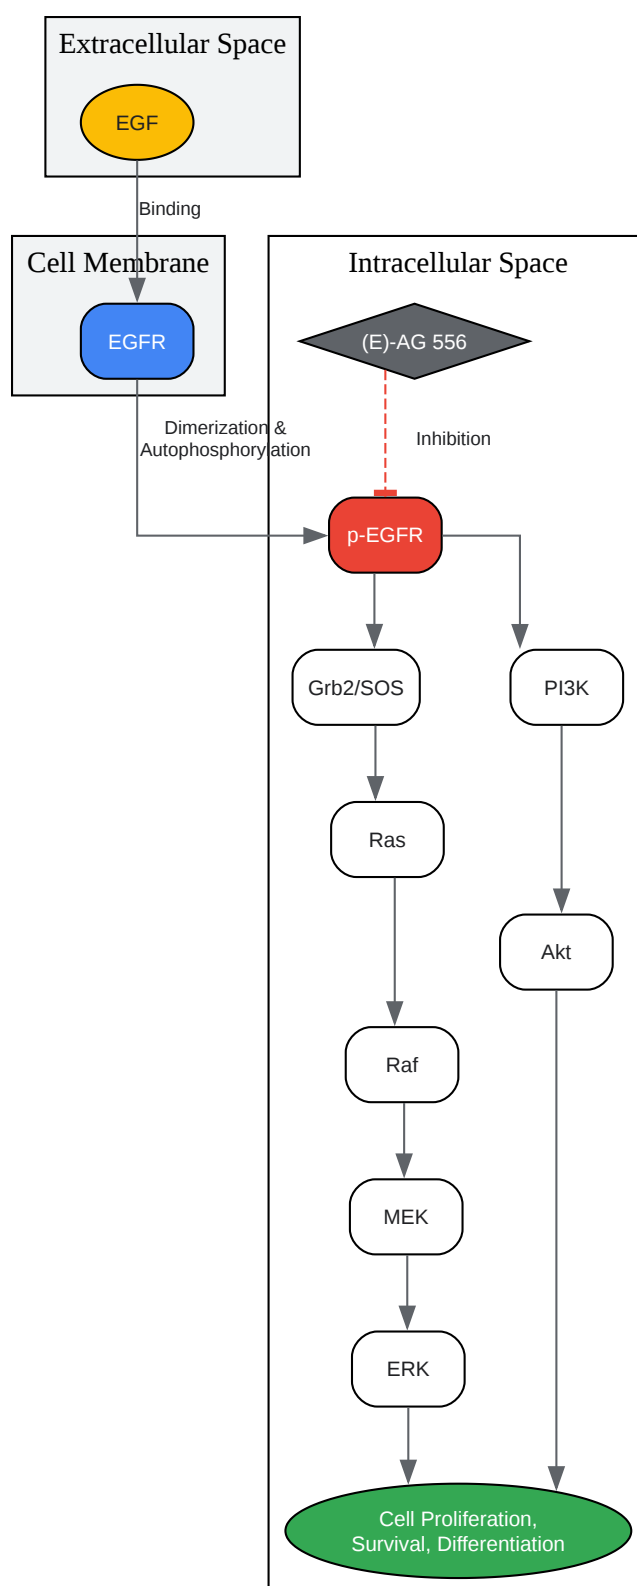 Extracellular Space
EGF
Binding
Cell Membrane
EGFR
Intracellular Space
(E)-AG 556
Dimerization &
Autophosphorylation
Inhibition
p-EGFR
Grb2/SOS
PI3K
Ras
Akt
Raf
MEK
ERK
Cell Proliferation,
Survival, Differentiation